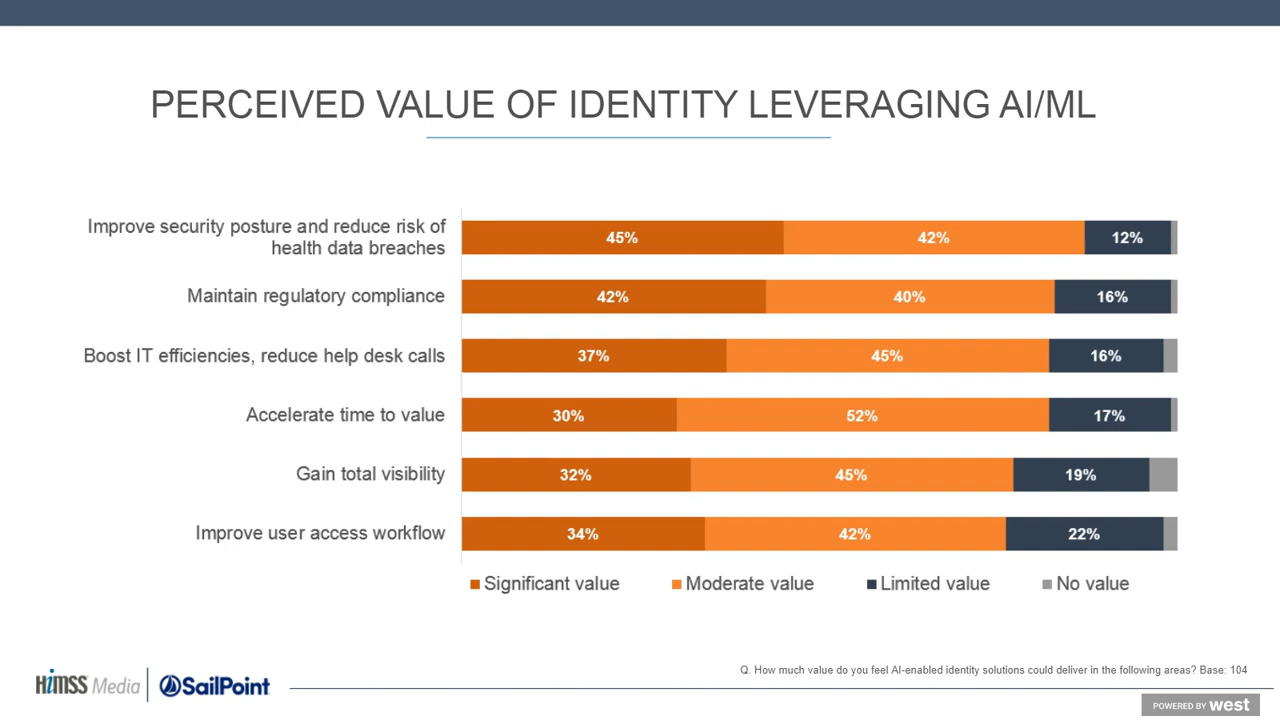 PERCEIVED VALUE OF IDENTITY LEVERAGING AI/ML
Improve security posture and reduce risk of
health data breaches
45% 42% 12%
Maintain regulatory compliance
42% 40% 16%
Boost IT efficiencies, reduce help desk calls
37% 45% 16%
Accelerate time to value
30% 52% 17%
Gain total visibility
32% 45% 19%
Improve user access workflow
34% 42% 22%
Significant value Moderate value Limited value No value
Q. How much value do you feel AI-enabled identity solutions could deliver in the following areas? Base: 104
HiMSS Media SailPoint
POWERED BY west